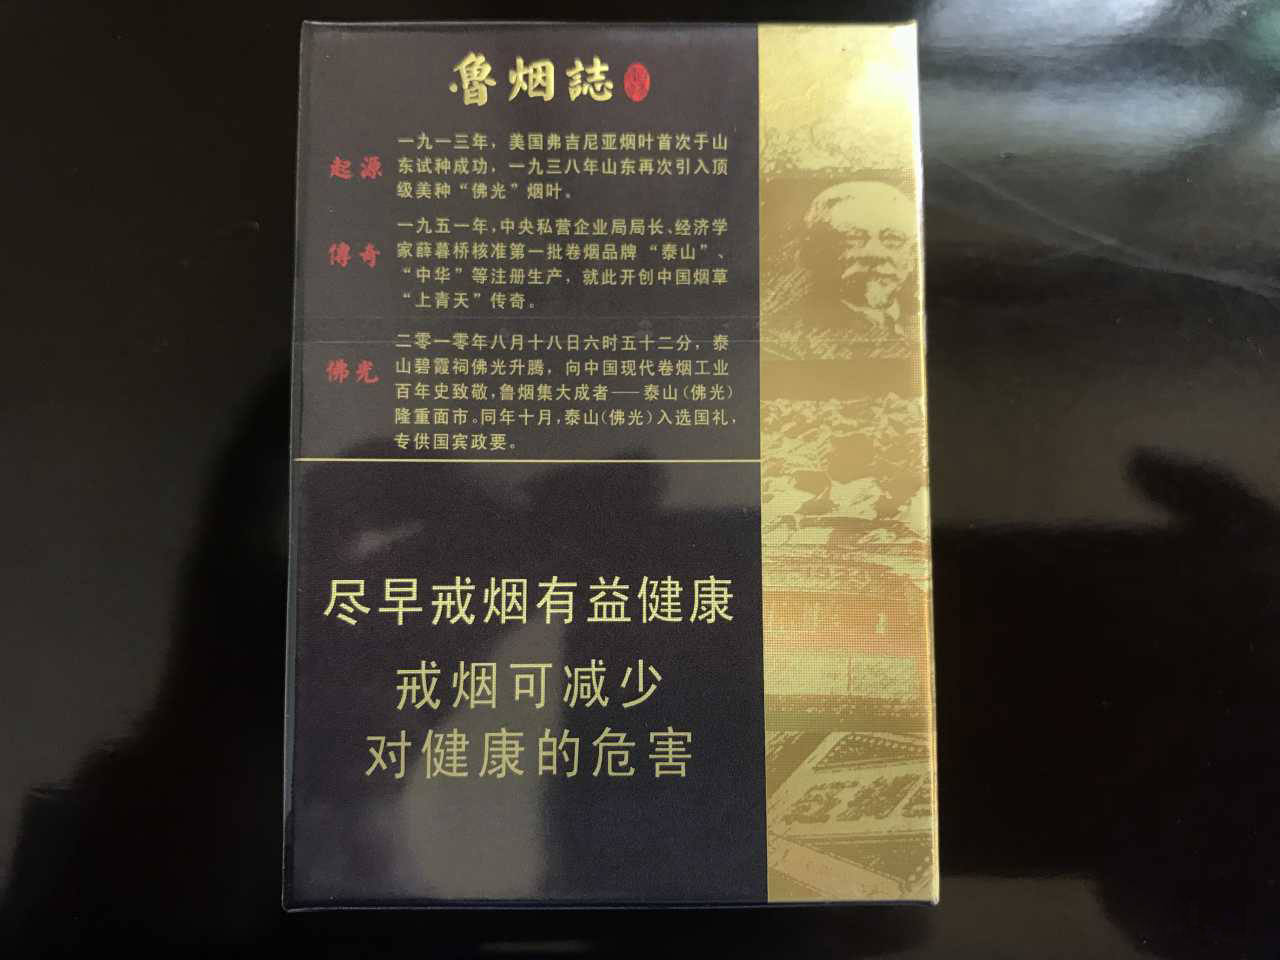 魯烟誌
起源
一九一三年，美国弗吉尼亚烟叶首次于山
东试种成功，一九三八年山东再次引入顶
级美种“佛光”烟叶。
傳奇
一九五一年，中央私营企业局局长、经济学
家薛暮桥核准第一批卷烟品牌“泰山”、
“中华”等注册生产，就此开创中国烟草
“上青天”传奇。
佛光
二零一零年八月十八日六时五十二分，泰
山碧霞祠佛光升腾，向中国现代卷烟工业
百年史致敬，鲁烟集大成者——泰山(佛光)
隆重面市。同年十月，泰山(佛光)入选国礼，
专供国宾政要。
尽早戒烟有益健康
戒烟可减少
对健康的危害